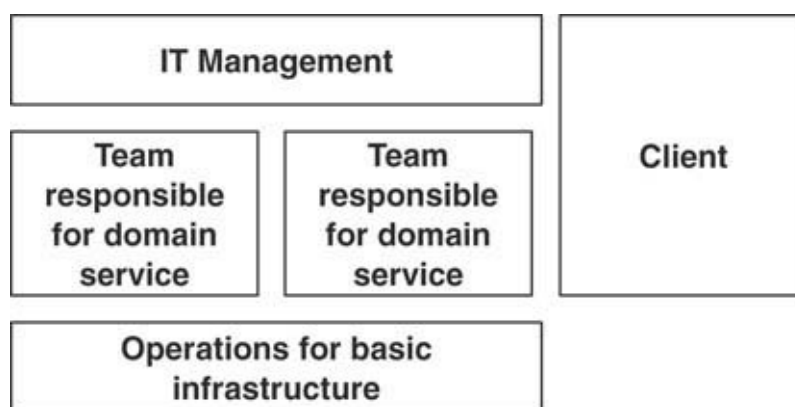 IT Management
Team
responsible
for domain
service
Team
responsible
for domain
service
Client
Operations for basic
infrastructure